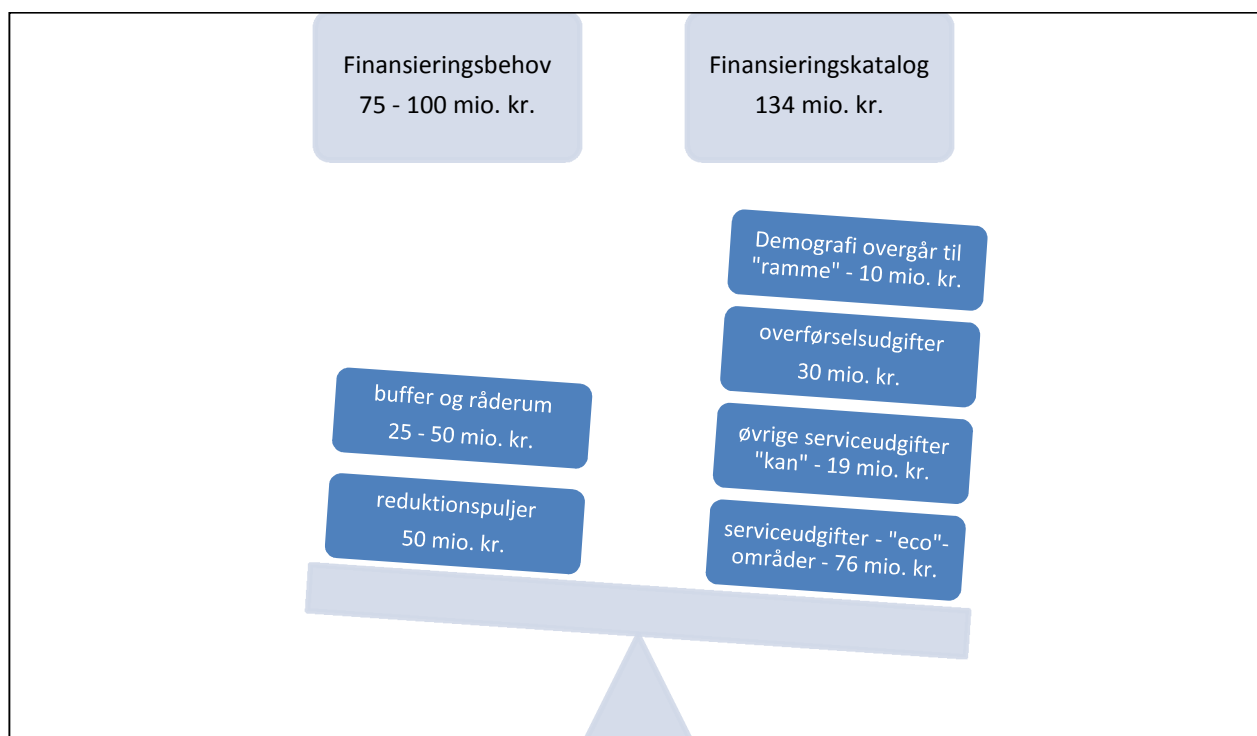 Finansieringsbehov
75 - 100 mio. kr.
Finansieringskatalog
134 mio. kr.
buffer og råderum
25 - 50 mio. kr.
reduktionspuljer
50 mio. kr.
Demografi overgår til
"ramme" - 10 mio. kr.
overførselsudgifter
30 mio. kr.
øvrige serviceudgifter
"kan" - 19 mio. kr.
serviceudgifter - "eco"-
områder - 76 mio. kr.